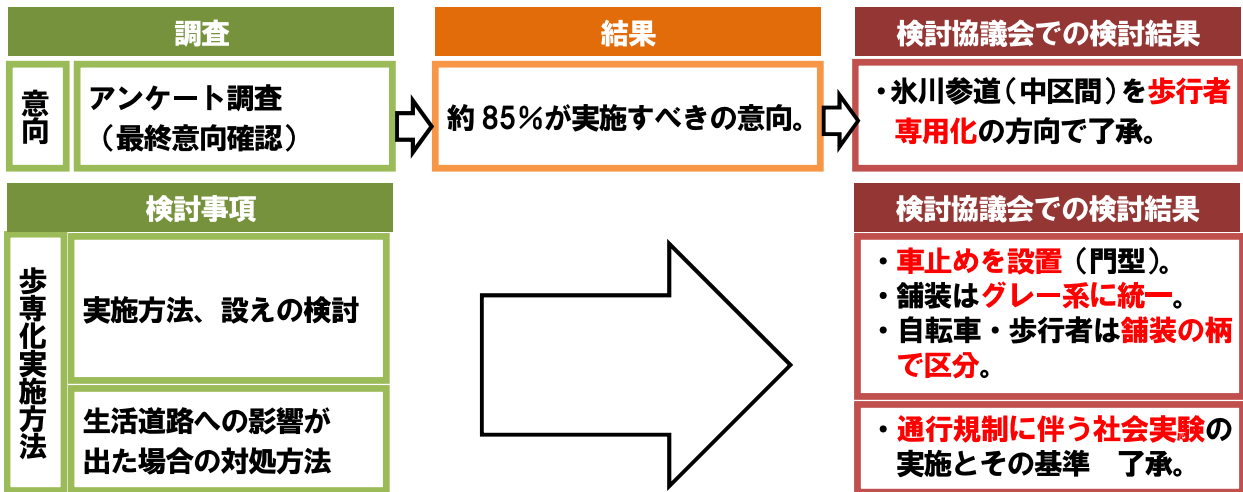 調査
結果
検討協議会での検討結果
意向
アンケート調査
（最終意向確認）
約85％が実施すべきの意向。
・氷川参道（中区間）を歩行者
専用化の方向で了承。
検討事項
検討協議会での検討結果
歩専化実施方法
実施方法、設えの検討
・車止めを設置（門型）。
・舗装はグレー系に統一。
・自転車・歩行者は舗装の柄
で区分。
生活道路への影響が
出た場合の対処方法
・通行規制に伴う社会実験の
実施とその基準　了承。